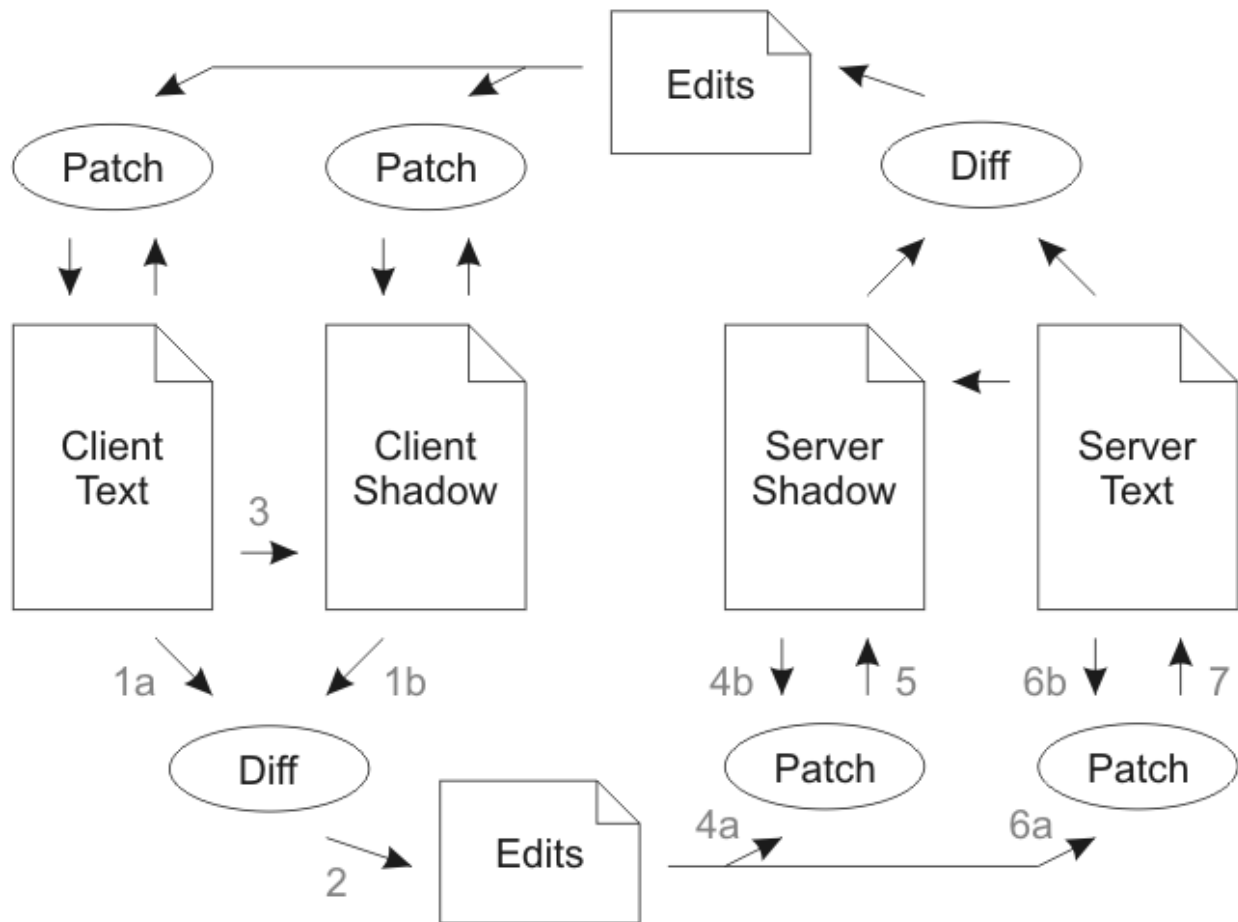 Edits
Patch
Patch
Diff
Client
Text
Client
Shadow
Server
Shadow
Server
Text
3
1a
1b
4b
5
6b
7
Diff
Patch
Patch
4a
6a
Edits
2